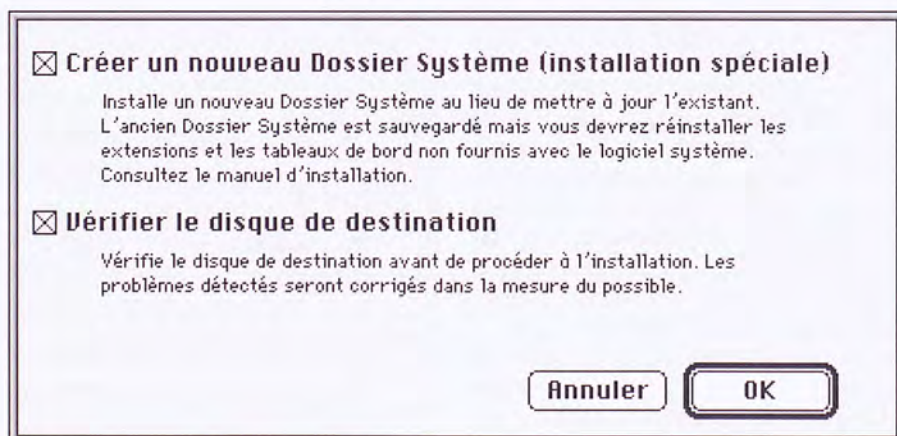 Créer un nouveau Dossier Système (installation spéciale)
Installe un nouveau Dossier Système au lieu de mettre à jour l'existant.
L'ancien Dossier Système est sauvegardé mais vous devrez réinstaller les
extensions et les tableaux de bord non fournis avec le logiciel système.
Consultez le manuel d'installation.
Vérifier le disque de destination
Vérifie le disque de destination avant de procéder à l'installation. Les
problèmes détectés seront corrigés dans la mesure du possible.
Annuler OK